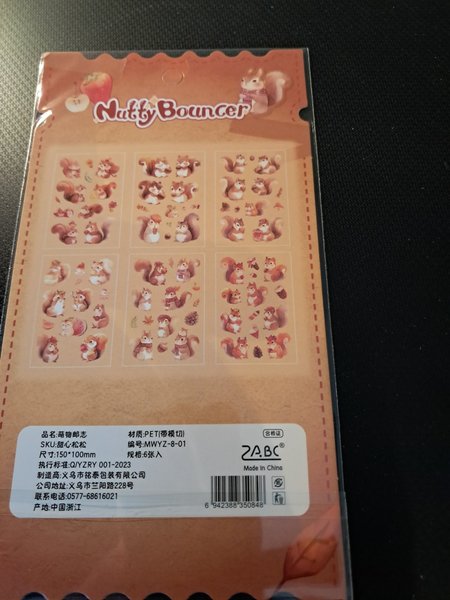 Nutty Bouncer
品名:萌物邮志 材质:PET(带模切)
SKU:甜心松松 编号:MWYZ-8-01
尺寸:150*100mm 规格:6张入
执行标准:Q/YZRY 001-2023
制造商:义乌市铭泰包装有限公司
公司地址:义乌市兰阳路228号
联系电话:0577-68616021
产地:中国浙江
合格证
ZABC
Made in China
6 942388 350848